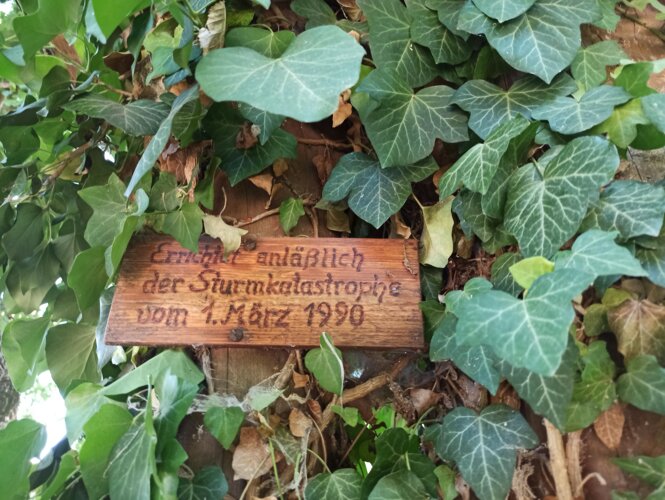 Errichtet anläßlich
der Sturmkatastrophe
vom 1. März 1990